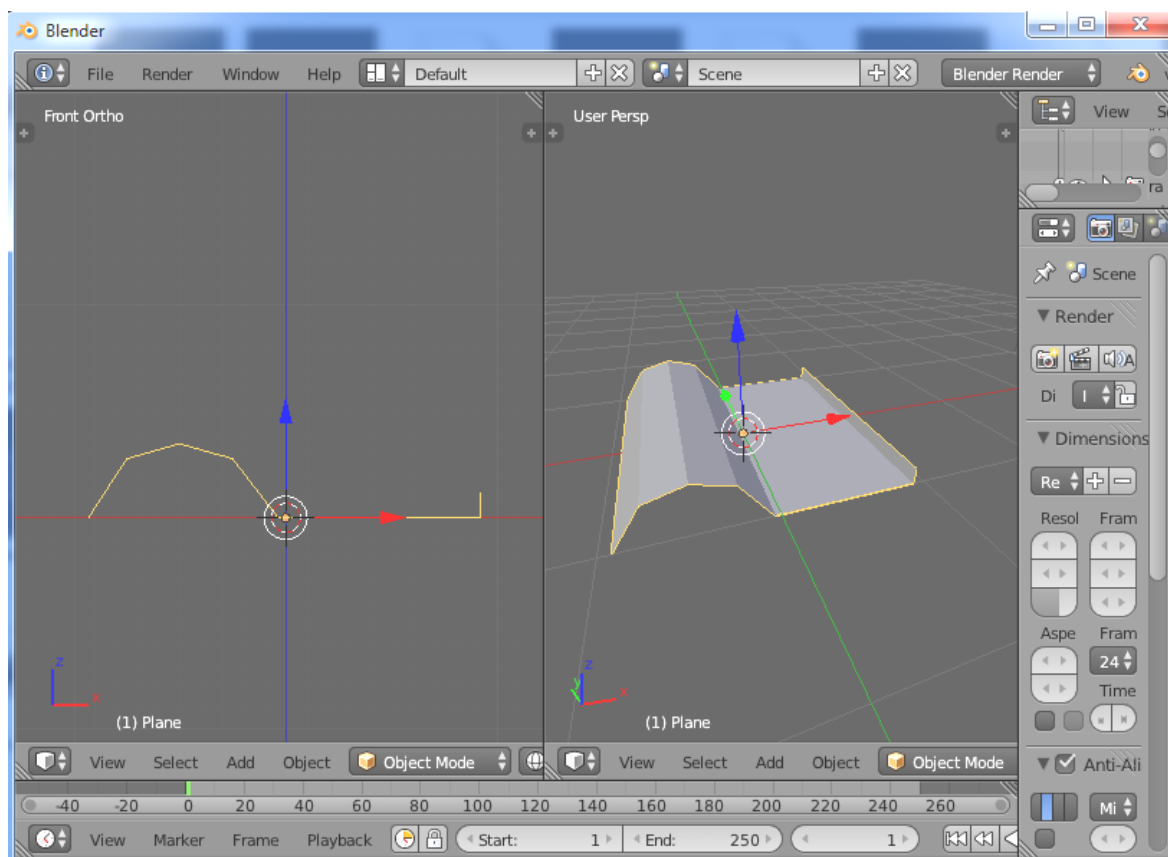 Blender
File Render Window Help Default Scene Blender Render
Front Ortho
User Persp
View
ra
Scene
Render
A
Di I
Dimensions
Re
Resol Fram
Aspe Fram
24
Time
z
x
(1) Plane
z
y
x
(1) Plane
Anti-Ali
Mi
View Select Add Object Object Mode
View Select Add Object Object Mode
-40 -20 0 20 40 60 80 100 120 140 160 180 200 220 240 260
View Marker Frame Playback Start: 1 End: 250 1